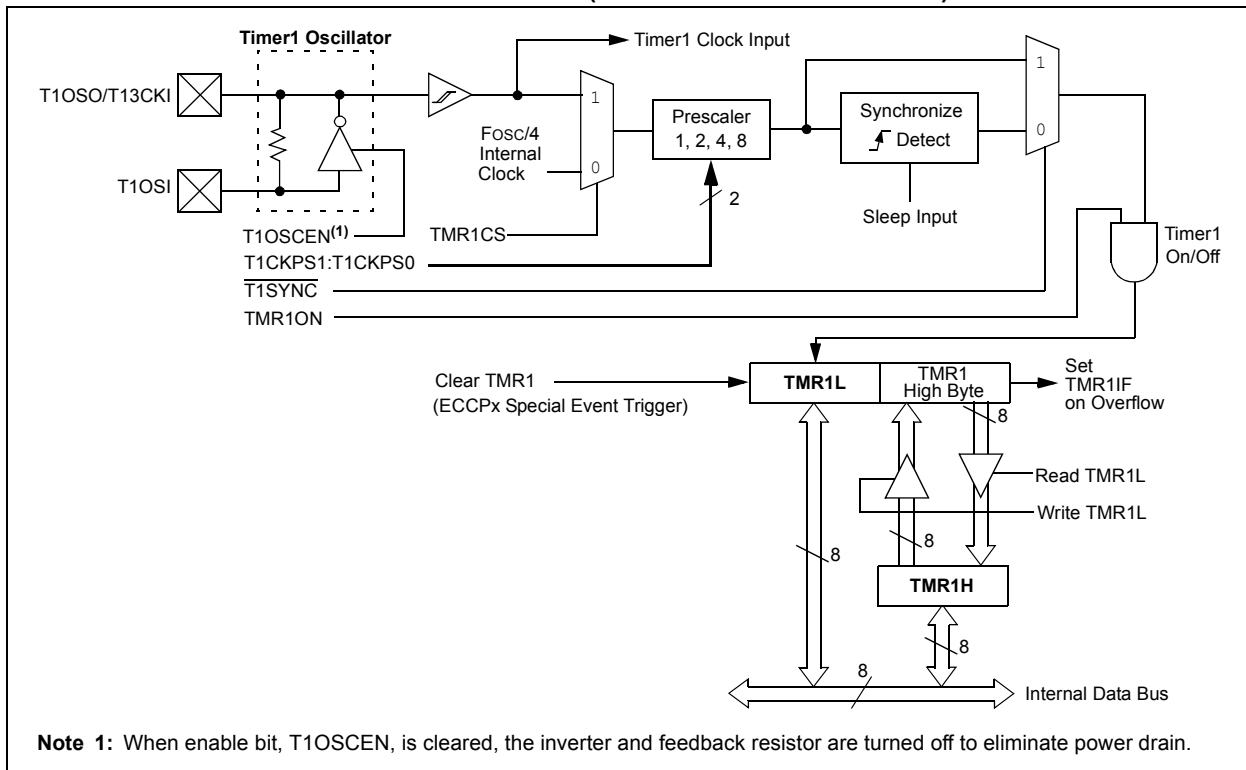 Timer1 Oscillator
Timer1 Clock Input
T1OSO/T13CKI
1
1
FOSC/4
Internal
Clock
0
Prescaler
1, 2, 4, 8
Synchronize
Detect
0
T1OSI
2
Sleep Input
T1OSCEN(1)
TMR1CS
Timer1
On/Off
T1CKPS1:T1CKPS0
T1SYNC
TMR1ON
Clear TMR1
(ECCPx Special Event Trigger)
TMR1L
TMR1
High Byte
Set
TMR1IF
on Overflow
8
Read TMR1L
Write TMR1L
8
8
TMR1H
8
8
Internal Data Bus
Note 1: When enable bit, T1OSCEN, is cleared, the inverter and feedback resistor are turned off to eliminate power drain.